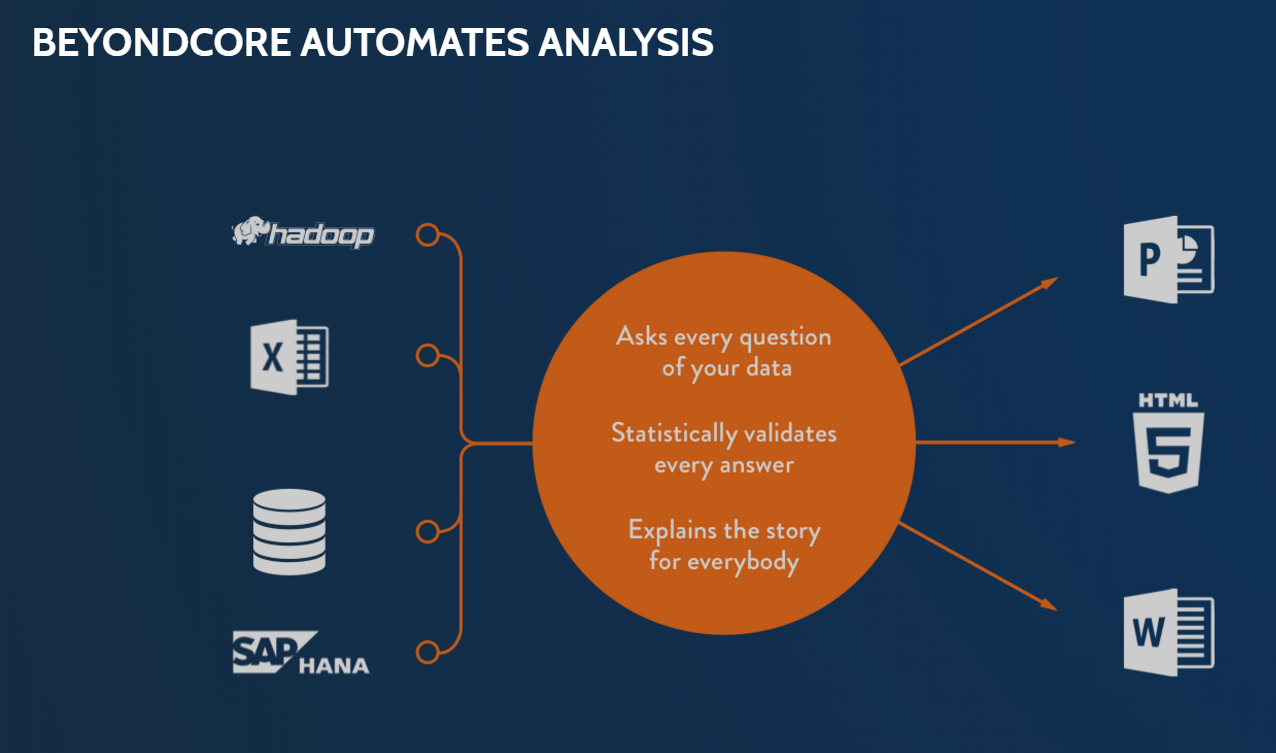 BEYONDCORE AUTOMATES ANALYSIS
hadoop
X
SAP HANA
Asks every question
of your data
Statistically validates
every answer
Explains the story
for everybody
P
HTML
5
W